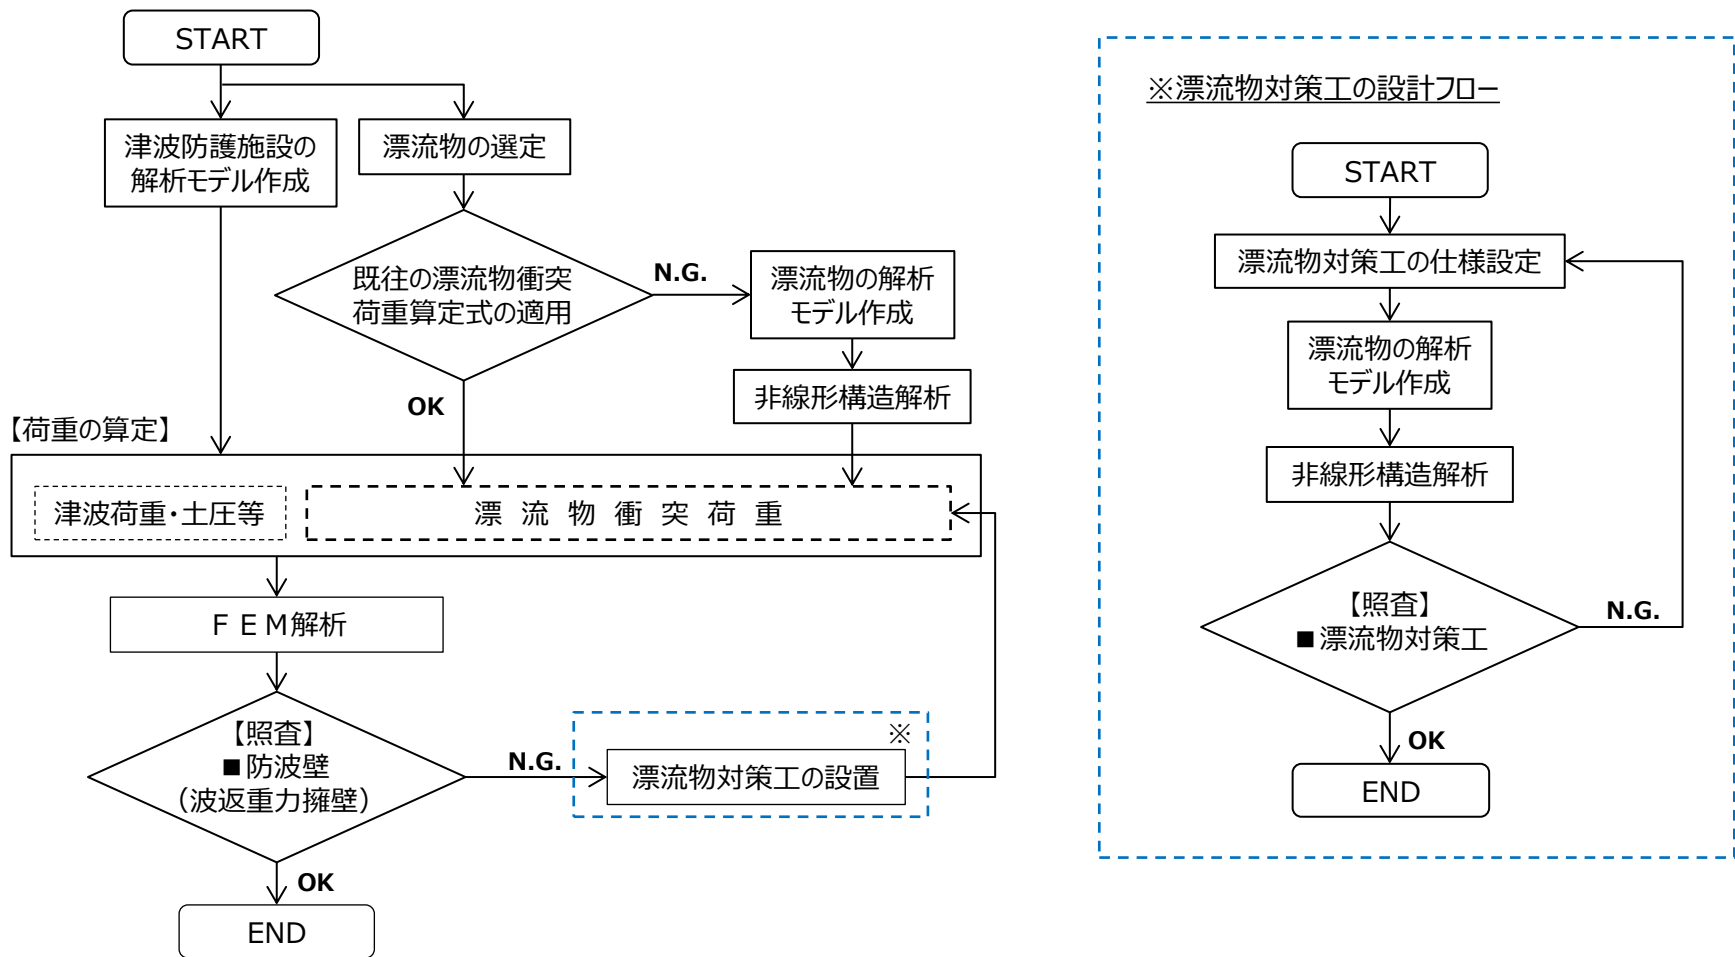 START
津波防護施設の
解析モデル作成
漂流物の選定
既往の漂流物衝突
荷重算定式の適用
N.G.
漂流物の解析
モデル作成
非線形構造解析
OK
【荷重の算定】
津波荷重・土圧等
漂 流 物 衝 突 荷 重
ＦＥＭ解析
【照査】
■防波壁
（波返重力擁壁）
N.G.
※
漂流物対策工の設置
OK
END
※漂流物対策工の設計フロー
START
漂流物対策工の仕様設定
漂流物の解析
モデル作成
非線形構造解析
【照査】
■漂流物対策工
N.G.
OK
END